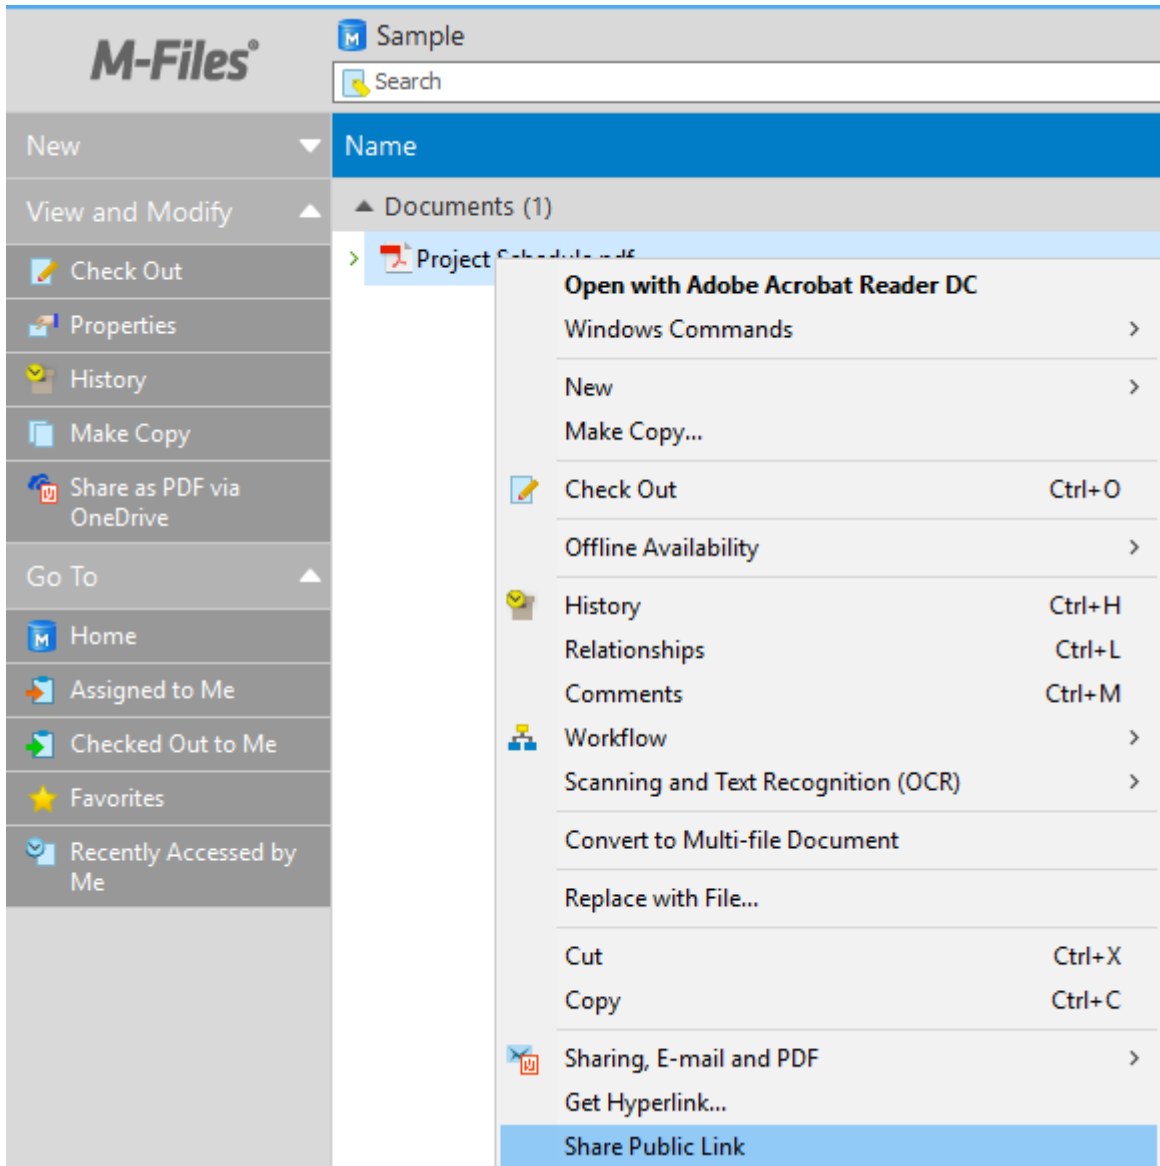 M-Files®
Sample
Search
New
View and Modify
Check Out
Properties
History
Make Copy
Share as PDF via
OneDrive
Go To
Home
Assigned to Me
Checked Out to Me
Favorites
Recently Accessed by
Me
Name
Documents (1)
Project Schedule.pdf
Open with Adobe Acrobat Reader DC
Windows Commands
New
Make Copy...
Check Out Ctrl+O
Offline Availability
History Ctrl+H
Relationships Ctrl+L
Comments Ctrl+M
Workflow
Scanning and Text Recognition (OCR)
Convert to Multi-file Document
Replace with File...
Cut Ctrl+X
Copy Ctrl+C
Sharing, E-mail and PDF
Get Hyperlink...
Share Public Link